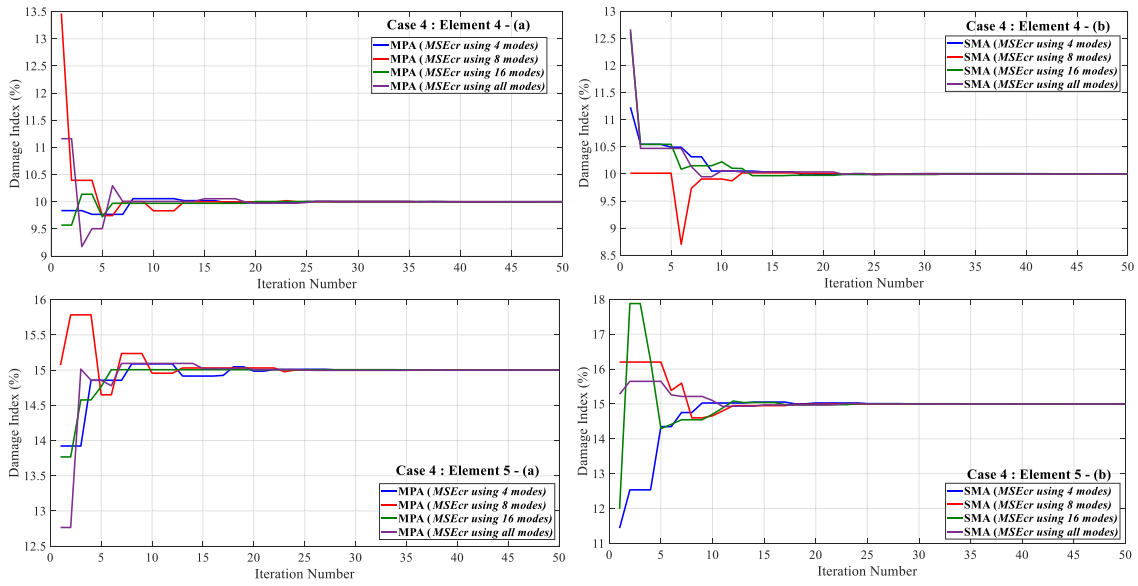 Case 4 : Element 4 - (a)
MPA (MSEcr using 4 modes)
MPA (MSEcr using 8 modes)
MPA (MSEcr using 16 modes)
MPA (MSEcr using all modes)
Damage Index (%)
13.5
13
12.5
12
11.5
11
10.5
10
9.5
9
0 5 10 15 20 25 30 35 40 45 50
Iteration Number
Case 4 : Element 4 - (b)
SMA (MSEcr using 4 modes)
SMA (MSEcr using 8 modes)
SMA (MSEcr using 16 modes)
SMA (MSEcr using all modes)
Damage Index (%)
13
12.5
12
11.5
11
10.5
10
9.5
9
8.5
0 5 10 15 20 25 30 35 40 45 50
Iteration Number
Damage Index (%)
16
15.5
15
14.5
14
13.5
13
12.5
Case 4 : Element 5 - (a)
MPA (MSEcr using 4 modes)
MPA (MSEcr using 8 modes)
MPA (MSEcr using 16 modes)
MPA (MSEcr using all modes)
0 5 10 15 20 25 30 35 40 45 50
Iteration Number
Damage Index (%)
18
17
16
15
14
13
12
11
Case 4 : Element 5 - (b)
SMA (MSEcr using 4 modes)
SMA (MSEcr using 8 modes)
SMA (MSEcr using 16 modes)
SMA (MSEcr using all modes)
0 5 10 15 20 25 30 35 40 45 50
Iteration Number